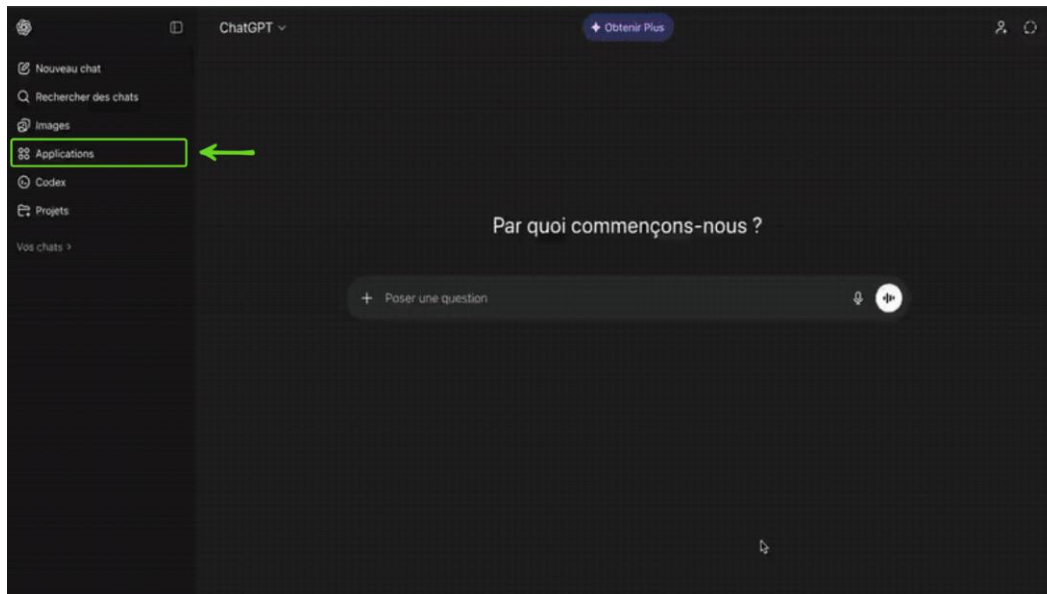 ChatGPT
Obtenir Plus
Nouveau chat
Rechercher des chats
Images
Applications
Codex
Projets
Vos chats
Par quoi commençons-nous ?
Poser une question